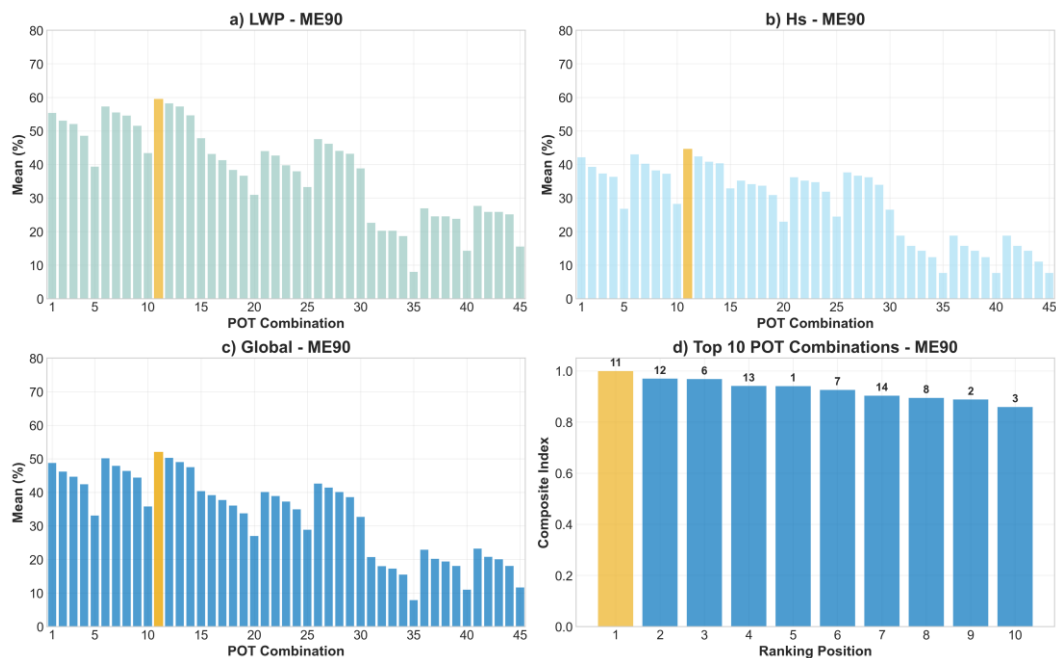 a) LWP - ME90
Mean (%)
80
70
60
50
40
30
20
10
0
1 5 10 15 20 25 30 35 40 45
POT Combination
b) Hs - ME90
Mean (%)
80
70
60
50
40
30
20
10
0
1 5 10 15 20 25 30 35 40 45
POT Combination
c) Global - ME90
Mean (%)
80
70
60
50
40
30
20
10
0
1 5 10 15 20 25 30 35 40 45
POT Combination
d) Top 10 POT Combinations - ME90
Composite Index
1.0
0.8
0.6
0.4
0.2
0.0
11 12 6 13 1 7 14 8 2 3
1 2 3 4 5 6 7 8 9 10
Ranking Position